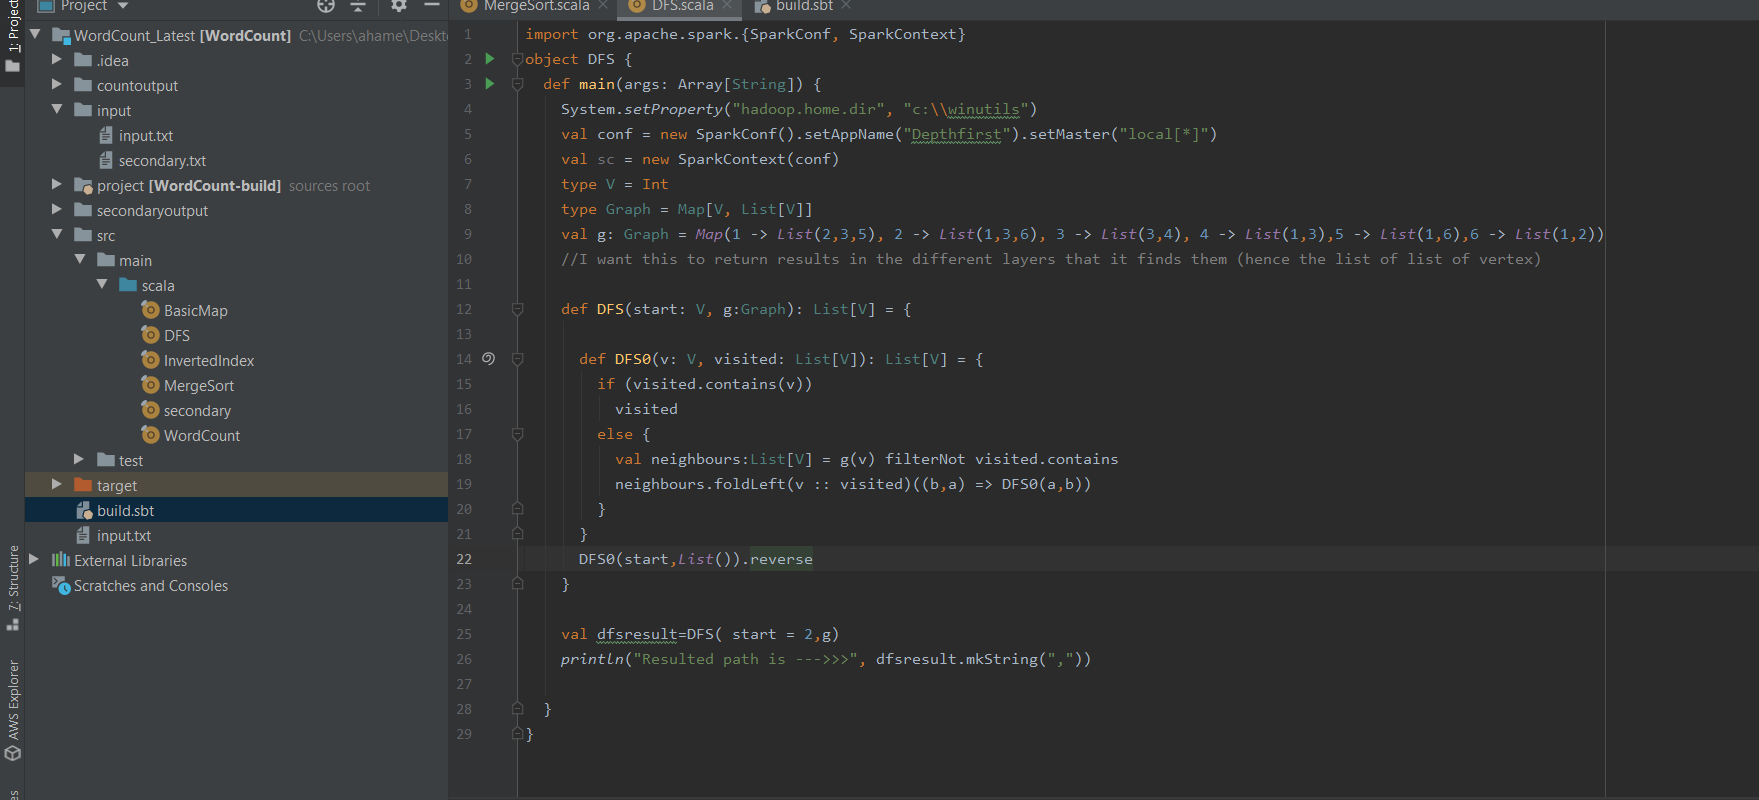 Project
MergeSort.scala
DFS.scala
build.sbt
1: Project
WordCount_Latest [WordCount] C:\Users\ahame\Deskt
.idea
countoutput
input
input.txt
secondary.txt
project [WordCount-build] sources root
secondaryoutput
src
main
scala
BasicMap
DFS
InvertedIndex
MergeSort
secondary
WordCount
test
target
build.sbt
input.txt
External Libraries
Scratches and Consoles
7: Structure
AWS Explorer
es
1 import org.apache.spark.{SparkConf, SparkContext}
2 object DFS {
3 def main(args: Array[String]) {
4 System.setProperty("hadoop.home.dir", "c:\\winutils")
5 val conf = new SparkConf().setAppName("Depthfirst").setMaster("local[*]")
6 val sc = new SparkContext(conf)
7 type V = Int
8 type Graph = Map[V, List[V]]
9 val g: Graph = Map(1 -> List(2,3,5), 2 -> List(1,3,6), 3 -> List(3,4), 4 -> List(1,3),5 -> List(1,6),6 -> List(1,2))
10 //I want this to return results in the different layers that it finds them (hence the list of list of vertex)
11
12 def DFS(start: V, g:Graph): List[V] = {
13
14 def DFS0(v: V, visited: List[V]): List[V] = {
15 if (visited.contains(v))
16 visited
17 else {
18 val neighbours:List[V] = g(v) filterNot visited.contains
19 neighbours.foldLeft(v :: visited)((b,a) => DFS0(a,b))
20 }
21 }
22 DFS0(start,List()).reverse
23 }
24
25 val dfsresult=DFS( start = 2,g)
26 println("Resulted path is --->>>", dfsresult.mkString(","))
27
28 }
29 }